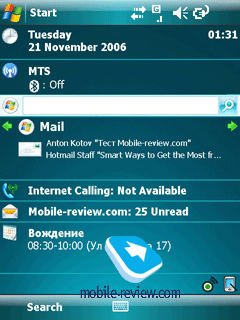 Start
Tuesday 01:31
21 November 2006
MTS
: Off
Mail
Anton Kotov "Тест Mobile-review.com"
Hotmail Staff "Smart Ways to Get the Most fr...
Internet Calling: Not Available
Mobile-review.com: 25 Unread
Вождение
08:30-10:00 (Ул 17)
mobile-review.com
Search